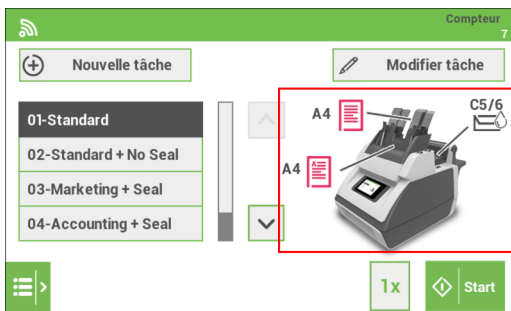 Compteur
7
Nouvelle tâche
Modifier tâche
01-Standard
02-Standard + No Seal
03-Marketing + Seal
04-Accounting + Seal
A4
C5/6
A4
1x
Start